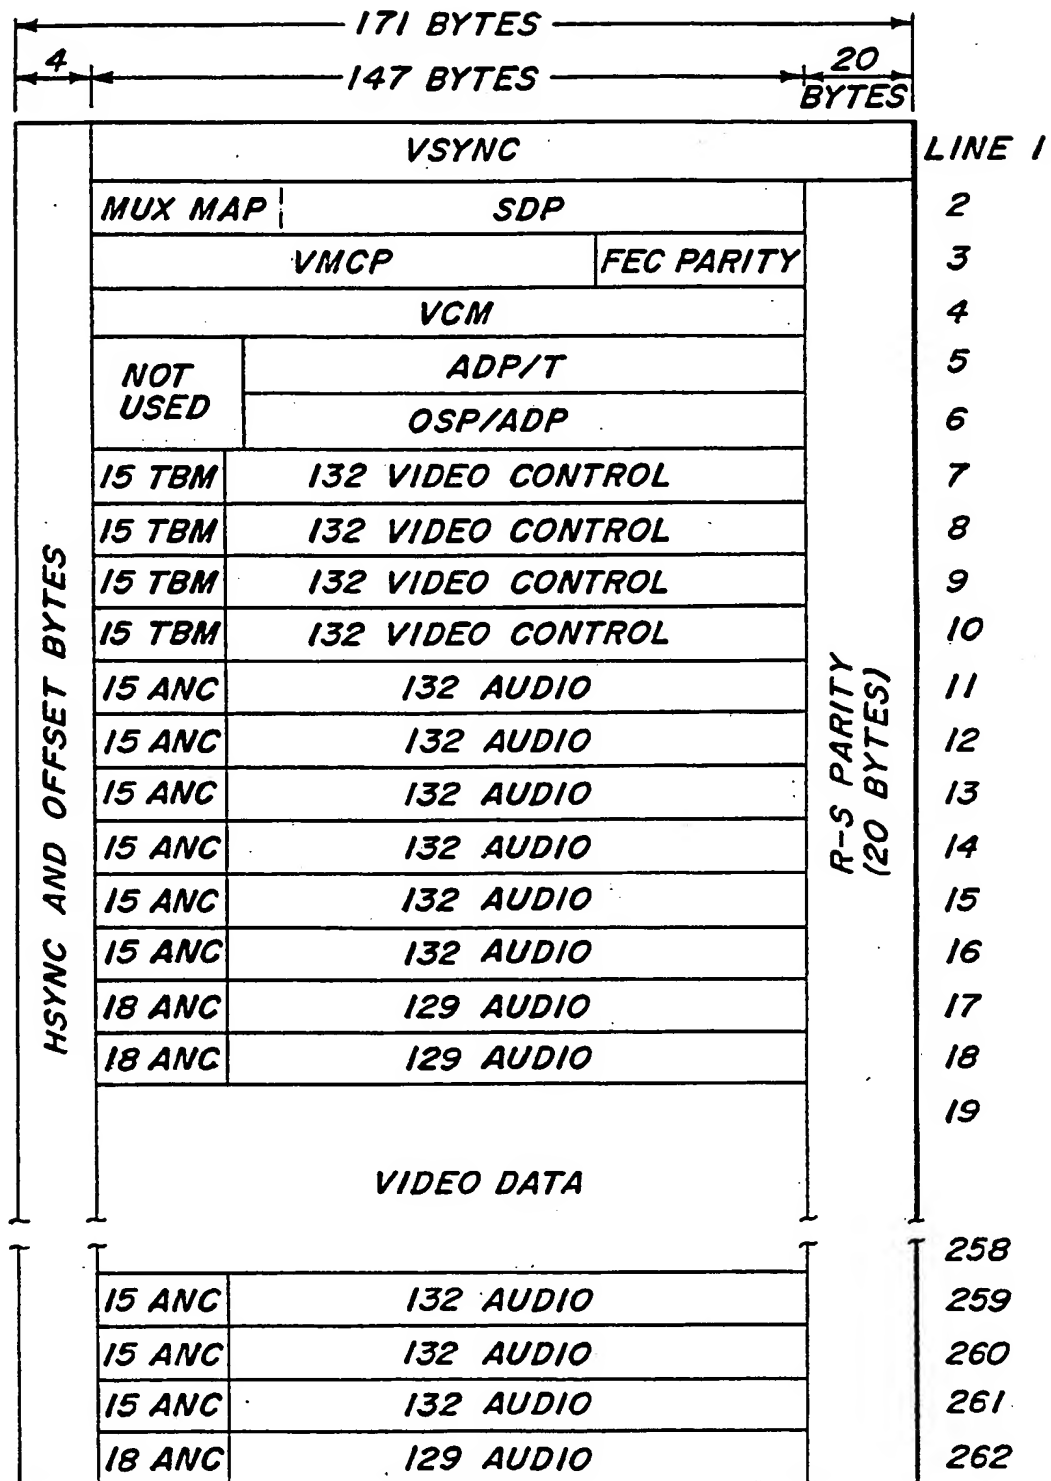 171 BYTES
4 147 BYTES 20 BYTES
VSYNC LINE 1
MUX MAP SDP 2
VMCP FEC PARITY 3
VCM 4
NOT USED ADP/T 5
OSP/ADP 6
15 TBM 132 VIDEO CONTROL 7
15 TBM 132 VIDEO CONTROL 8
15 TBM 132 VIDEO CONTROL 9
15 TBM 132 VIDEO CONTROL 10
15 ANC 132 AUDIO 11
15 ANC 132 AUDIO 12
15 ANC 132 AUDIO 13
15 ANC 132 AUDIO 14
15 ANC 132 AUDIO 15
15 ANC 132 AUDIO 16
18 ANC 129 AUDIO 17
18 ANC 129 AUDIO 18
19
VIDEO DATA
258
15 ANC 132 AUDIO 259
15 ANC 132 AUDIO 260
15 ANC 132 AUDIO 261
18 ANC 129 AUDIO 262
HSYNC AND OFFSET BYTES
R-S PARITY
(20 BYTES)